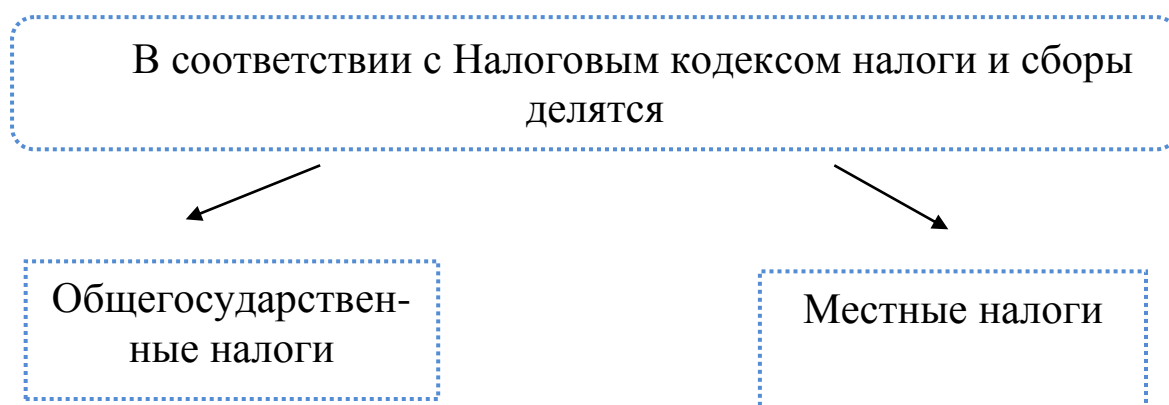 В соответствии с Налоговым кодексом налоги и сборы
делятся
Общегосударствен-
ные налоги
Местные налоги